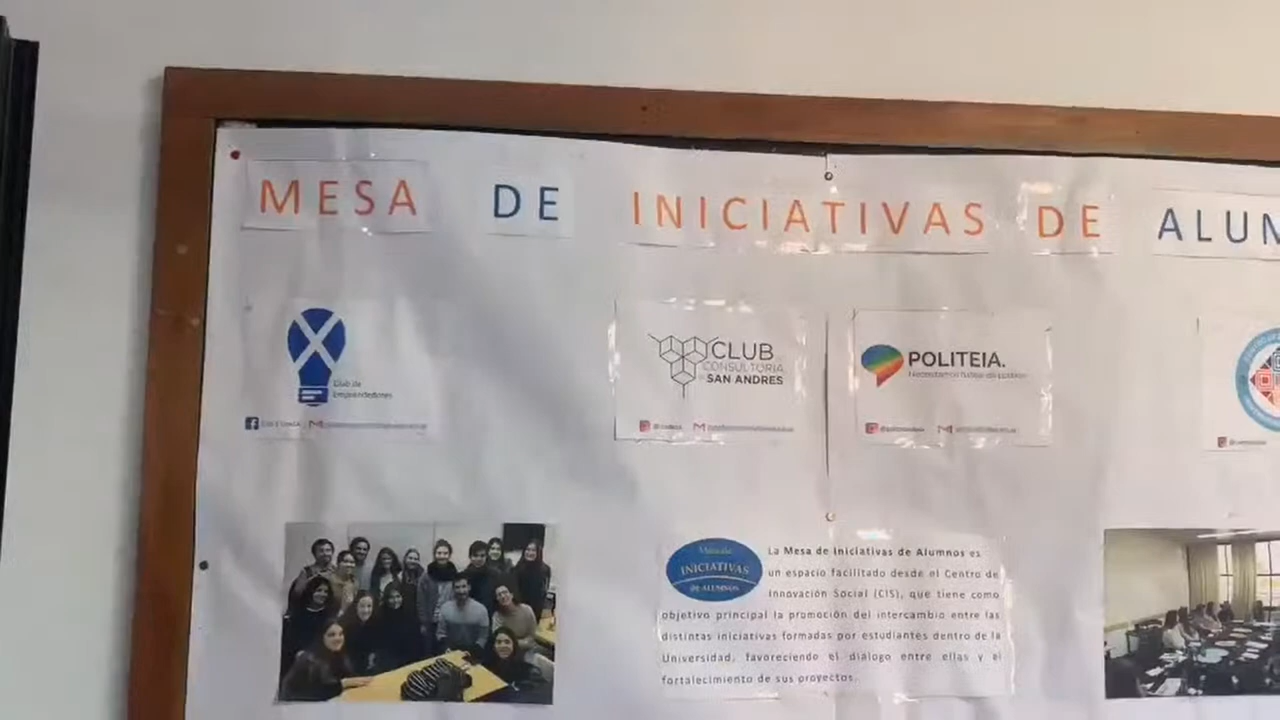 MESA DE INICIATIVAS DE ALUM
Club de
Emprendedores
CLUB
CONSULTORIA
SAN ANDRES
POLITEIA.
INICIATIVAS
DE ALUMNOS
La Mesa de Iniciativas de Alumnos es
un espacio facilitado desde el Centro de
Innovación Social (CIS), que tiene como
objetivo principal la promoción del intercambio entre las
distintas iniciativas formadas por estudiantes dentro de la
Universidad, favoreciendo el diálogo entre ellas y el
fortalecimiento de sus proyectos.